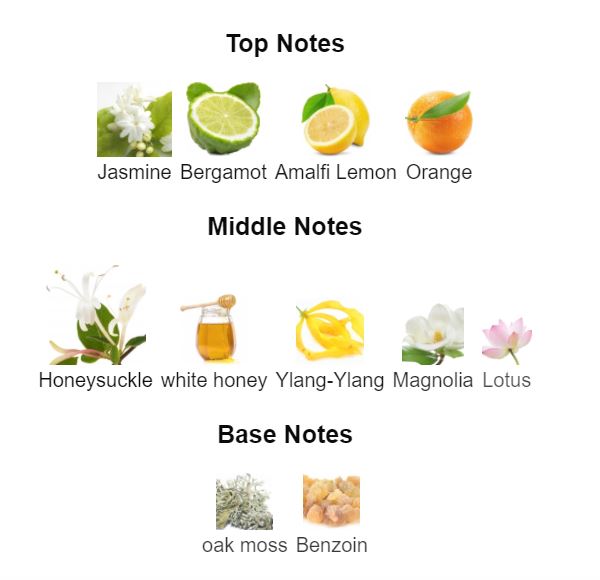 Top Notes
Jasmine Bergamot Amalfi Lemon Orange
Middle Notes
Honeysuckle white honey Ylang-Ylang Magnolia Lotus
Base Notes
oak moss Benzoin